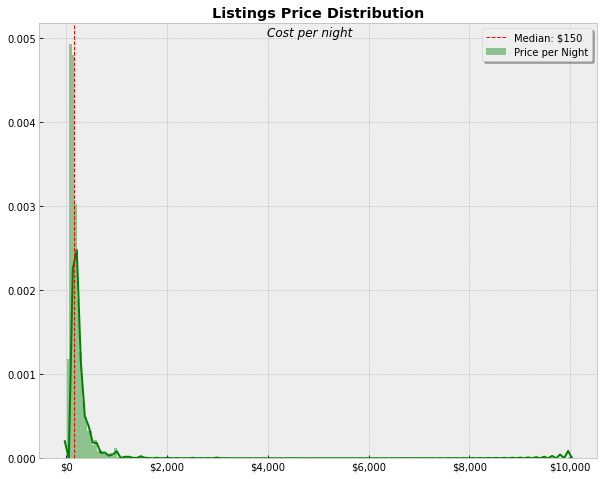 Listings Price Distribution
Cost per night
Median: $150
Price per Night
0.005
0.004
0.003
0.002
0.001
0.000
$0 $2,000 $4,000 $6,000 $8,000 $10,000